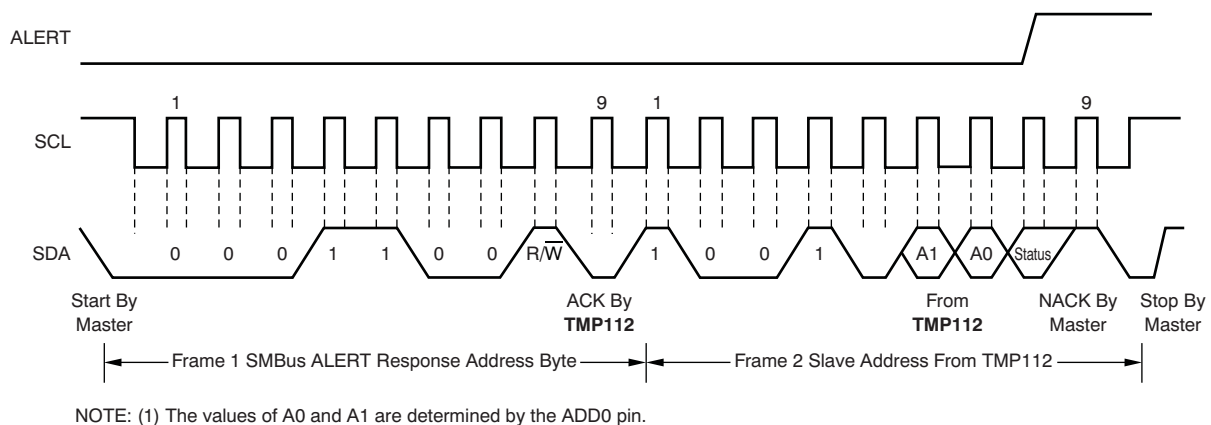 ALERT
1 9 1 9
SCL
SDA 0 0 0 1 1 0 0 R/W̅ 1 0 0 1 A1 A0 Status
Start By ACK By From NACK By Stop By
Master TMP112 TMP112 Master Master
Frame 1 SMBus ALERT Response Address Byte Frame 2 Slave Address From TMP112
NOTE: (1) The values of A0 and A1 are determined by the ADD0 pin.